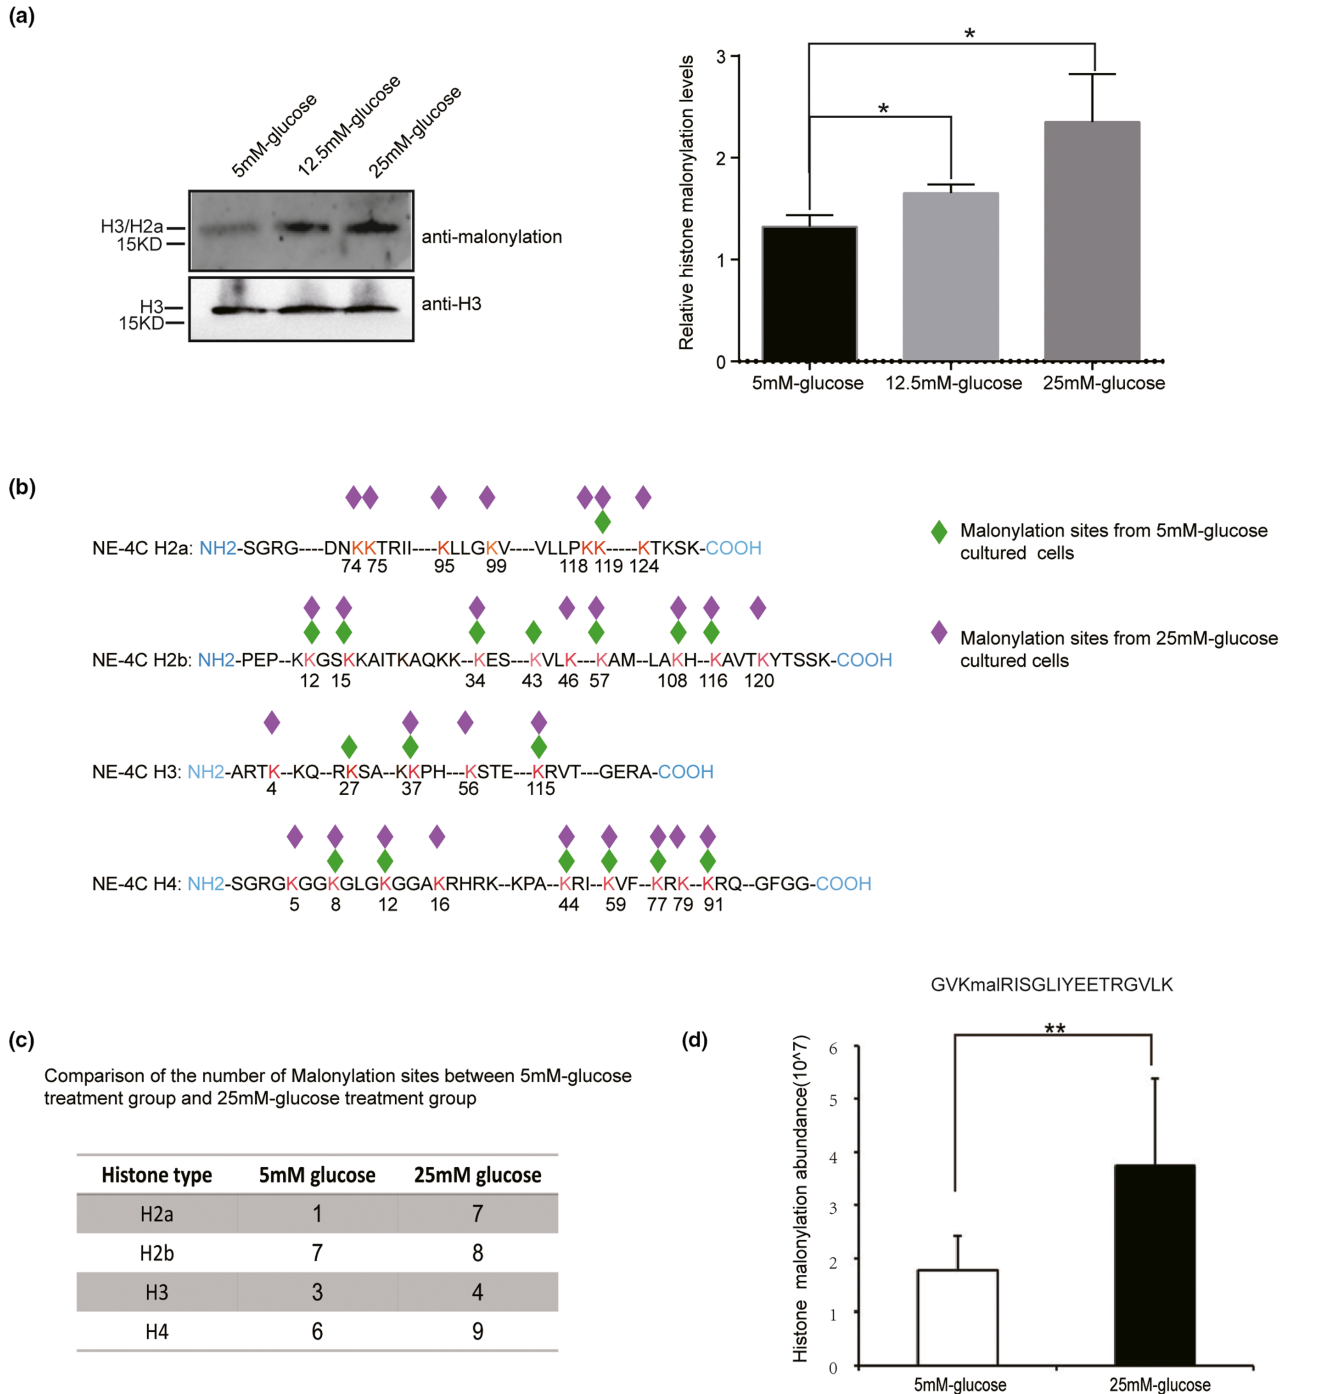 (a)
5mM-glucose
12.5mM-glucose
25mM-glucose
H3/H2a
15KD
anti-malonylation
H3
15KD
anti-H3
Relative histone malonylation levels
3
2
1
0
*
*
5mM-glucose
12.5mM-glucose
25mM-glucose
(b)
NE-4C H2a: NH2-SGRG----DNKKTRII----KLLGKV----VLLPKK-----KTKSK-COOH
74 75 95 99 118 119 124
NE-4C H2b: NH2-PEP--KKGSKKAITKAQKK--KES---KVLK---KAM--LAKH--KAVTKYTSSK-COOH
12 15 34 43 46 57 108 116 120
NE-4C H3: NH2-ARTK--KQ--RKSA--KKPH---KSTE---KRVT---GERA-COOH
4 27 37 56 115
NE-4C H4: NH2-SGRGKGGKGLGKGGAKRHRK--KPA--KRI--KVF--KRK--KRQ--GFGG-COOH
5 8 12 16 44 59 77 79 91
Malonylation sites from 5mM-glucose
cultured cells
Malonylation sites from 25mM-glucose
cultured cells
(c)
Comparison of the number of Malonylation sites between 5mM-glucose
treatment group and 25mM-glucose treatment group
Histone type 5mM glucose 25mM glucose
H2a 1 7
H2b 7 8
H3 3 4
H4 6 9
(d)
GVKmalRISGLIYEETRGVLK
**
Histone malonylation abundance(10^7)
6
5
4
3
2
1
0
5mM-glucose
25mM-glucose